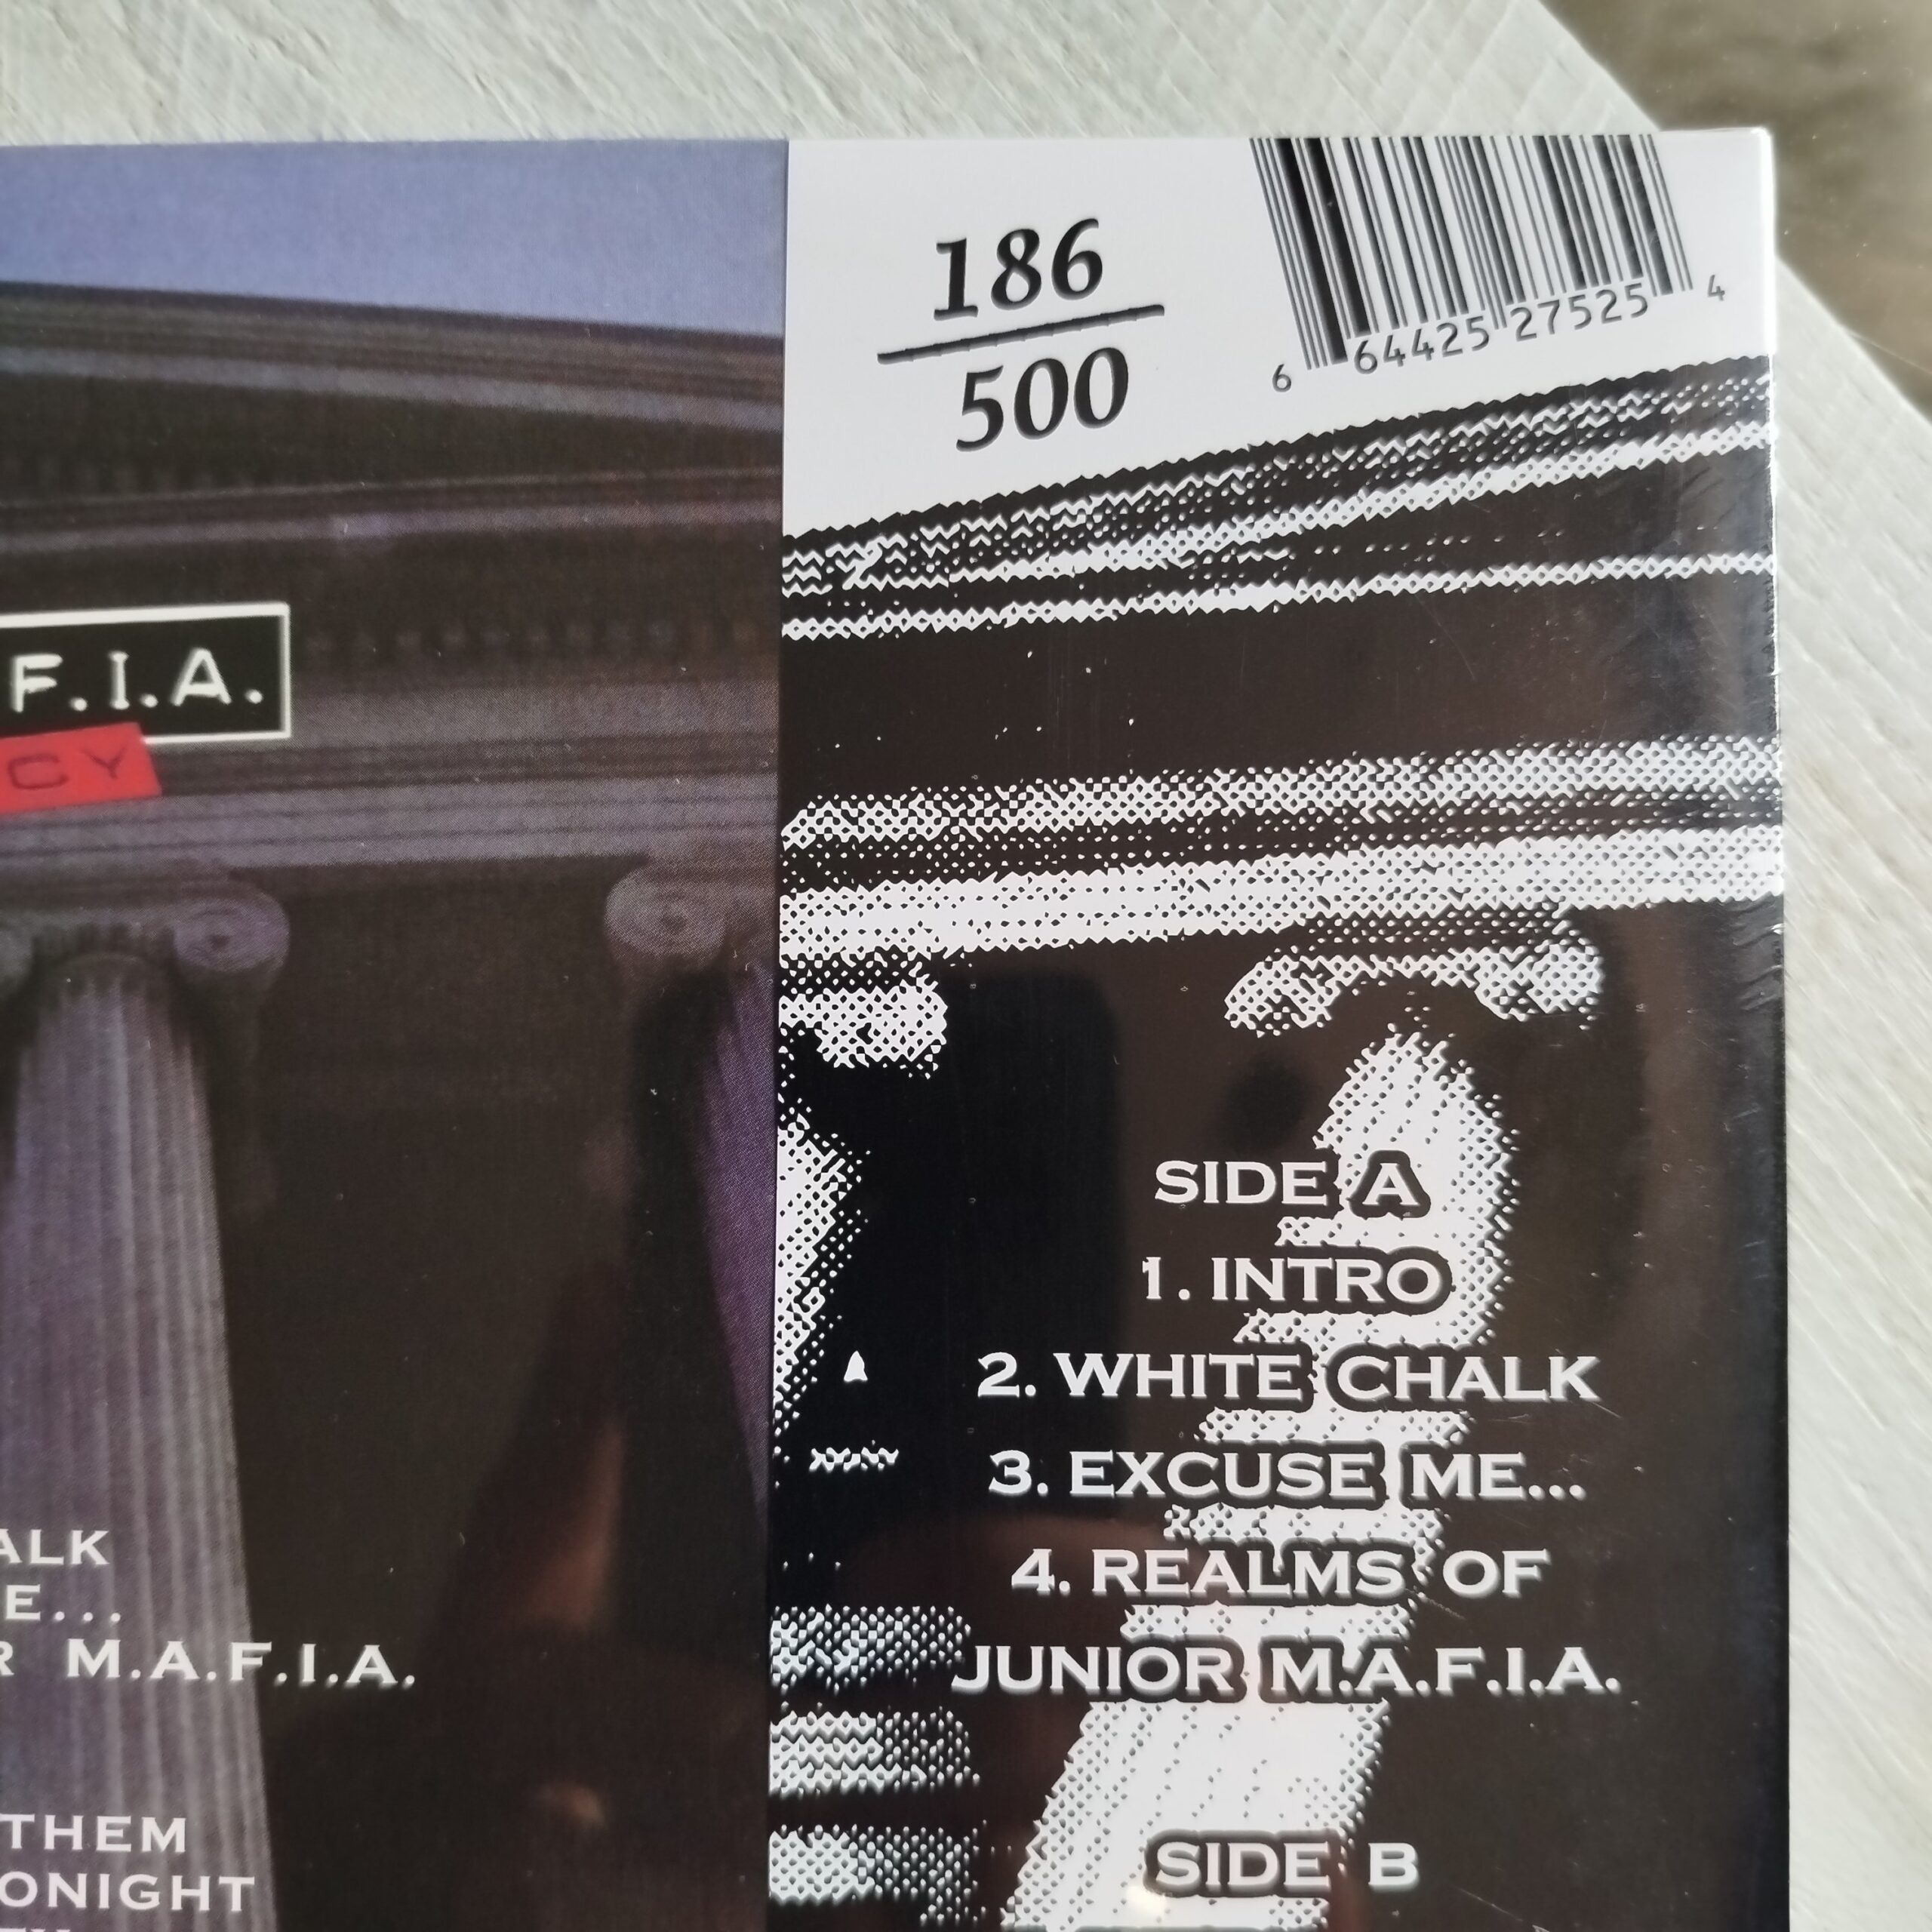 186
500
6 64425 27525 4
F.I.A.
CY
SIDE A
1. INTRO
2. WHITE CHALK
3. EXCUSE ME...
4. REALMS OF
JUNIOR M.A.F.I.A.
SIDE B
ALK
E...
R M.A.F.I.A.
THEM
ONIGHT